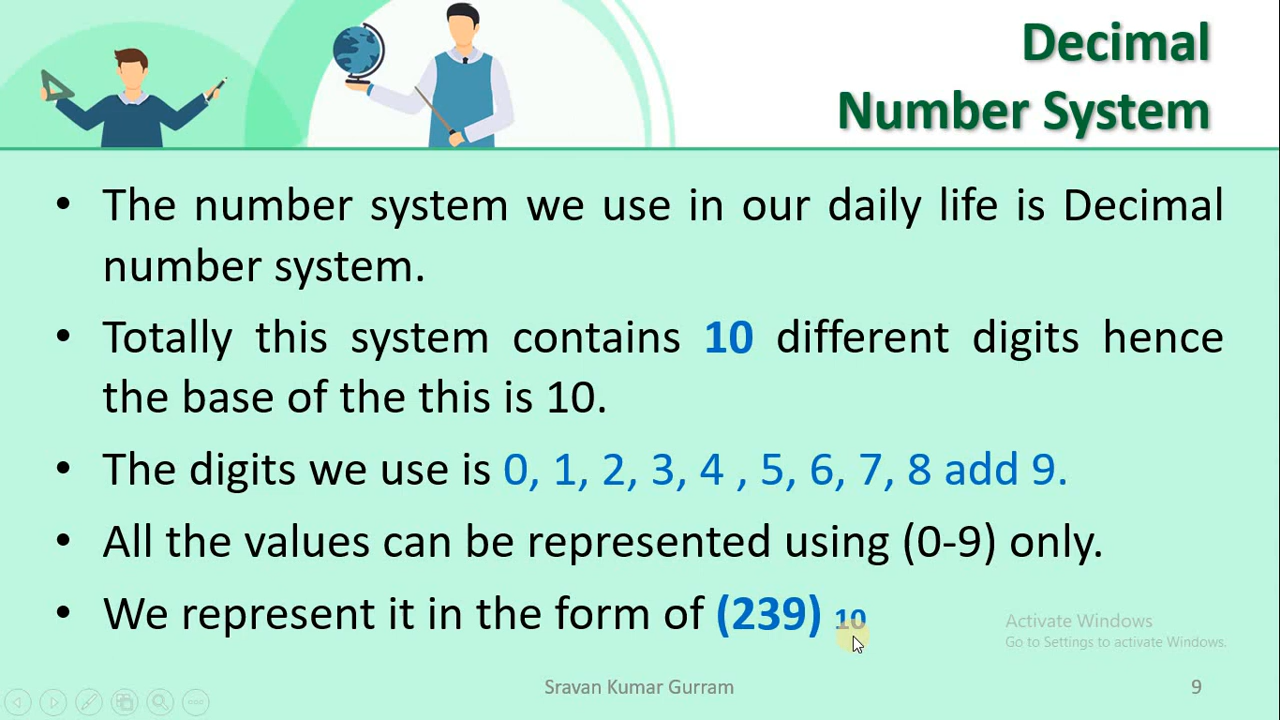 Decimal
Number System
• The number system we use in our daily life is Decimal
number system.
• Totally this system contains 10 different digits hence
the base of the this is 10.
• The digits we use is 0, 1, 2, 3, 4 , 5, 6, 7, 8 add 9.
• All the values can be represented using (0-9) only.
• We represent it in the form of (239) 10
Activate Windows
Go to Settings to activate Windows.
Sravan Kumar Gurram
9